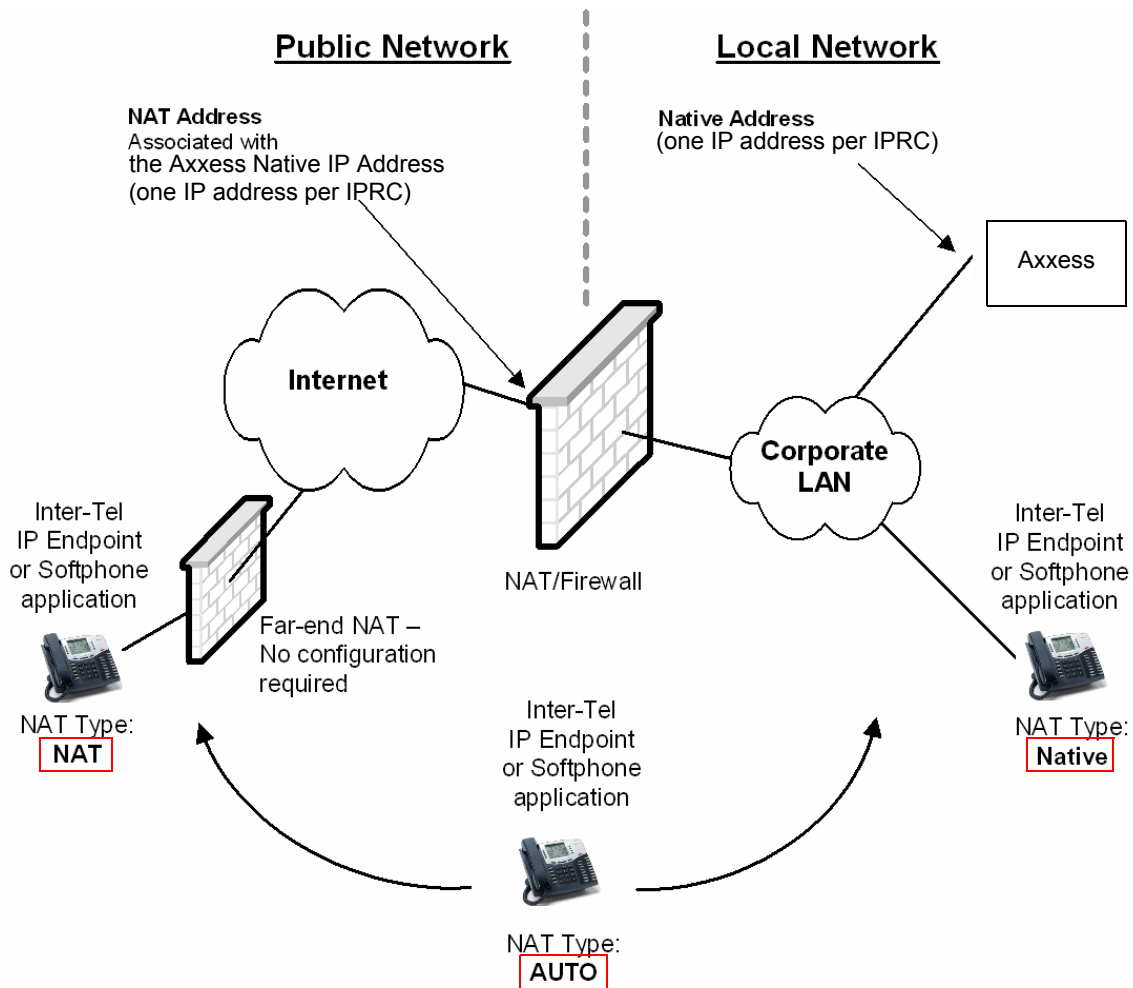 Public Network
Local Network
NAT Address
Associated with
the Axxess Native IP Address
(one IP address per IPRC)
Native Address
(one IP address per IPRC)
Axxess
Internet
Corporate
LAN
Inter-Tel
IP Endpoint
or Softphone
application
NAT/Firewall
Inter-Tel
IP Endpoint
or Softphone
application
Far-end NAT –
No configuration
required
NAT Type:
NAT
Inter-Tel
IP Endpoint
or Softphone
application
NAT Type:
Native
NAT Type:
AUTO